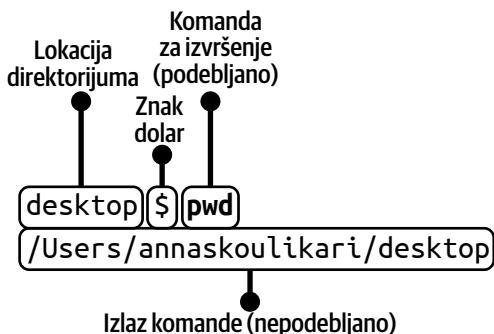 Komanda
za izvršenje
(podebljano)
Lokacija
direktorijuma
Znak
dolar
desktop $ pwd
/Users/annaskoulikari/desktop
Izlaz komande (nepodebljano)